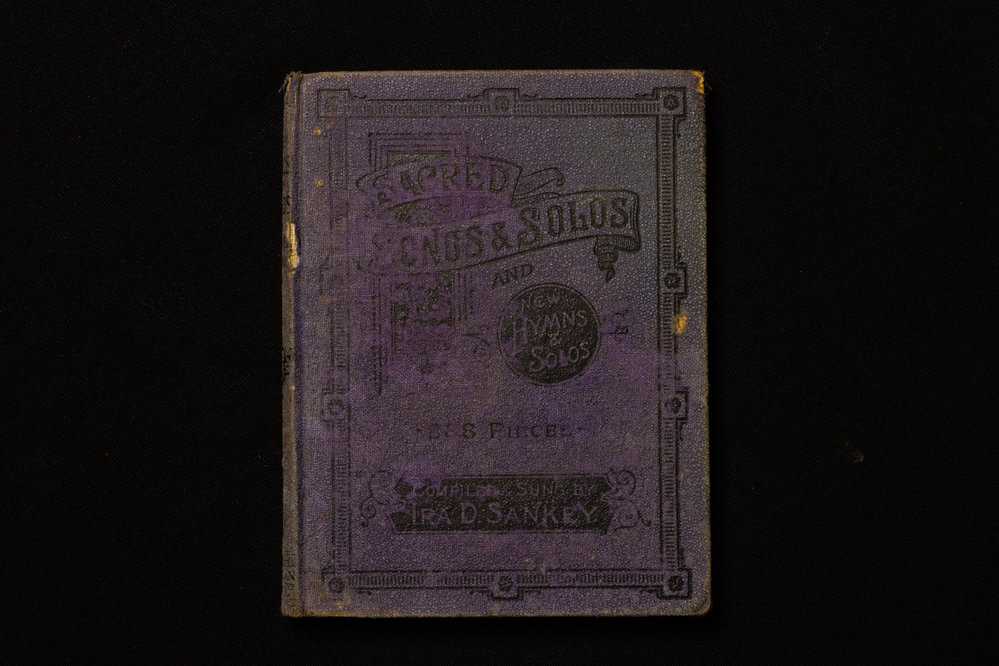 SACRED
SONGS & SOLOS
AND
NEW
HYMNS
&
SOLOS
PIECES
COMPILED & SUNG BY
IRA D. SANKEY